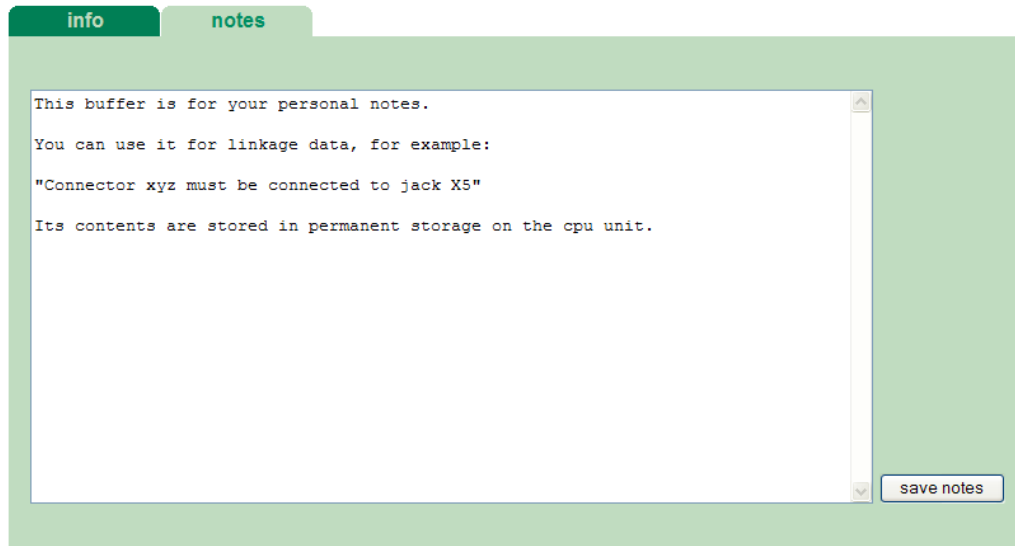 info
notes
This buffer is for your personal notes.
You can use it for linkage data, for example:
"Connector xyz must be connected to jack X5"
Its contents are stored in permanent storage on the cpu unit.
save notes